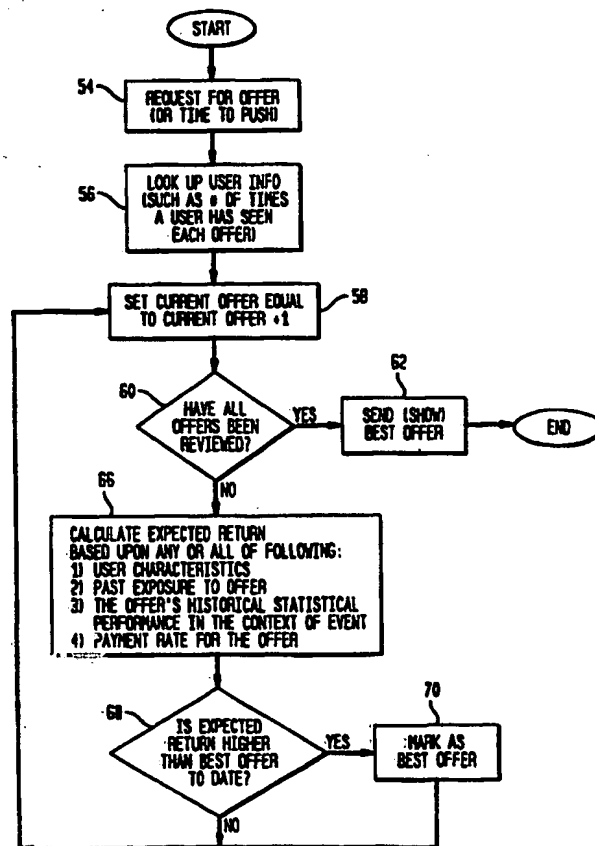 START
54
REQUEST FOR OFFER
(OR TIME TO PUSH)
56
LOOK UP USER INFO
(SUCH AS # OF TIMES
A USER HAS SEEN
EACH OFFER)
SET CURRENT OFFER EQUAL
TO CURRENT OFFER +1
58
60
HAVE ALL
OFFERS BEEN
REVIEWED?
YES
62
SEND (SHOW)
BEST OFFER
END
NO
66
CALCULATE EXPECTED RETURN
BASED UPON ANY OR ALL OF FOLLOWING:
1) USER CHARACTERISTICS
2) PAST EXPOSURE TO OFFER
3) THE OFFER'S HISTORICAL STATISTICAL
PERFORMANCE IN THE CONTEXT OF EVENT
4) PAYMENT RATE FOR THE OFFER
68
IS EXPECTED
RETURN HIGHER
THAN BEST OFFER
TO DATE?
YES
70
MARK AS
BEST OFFER
NO